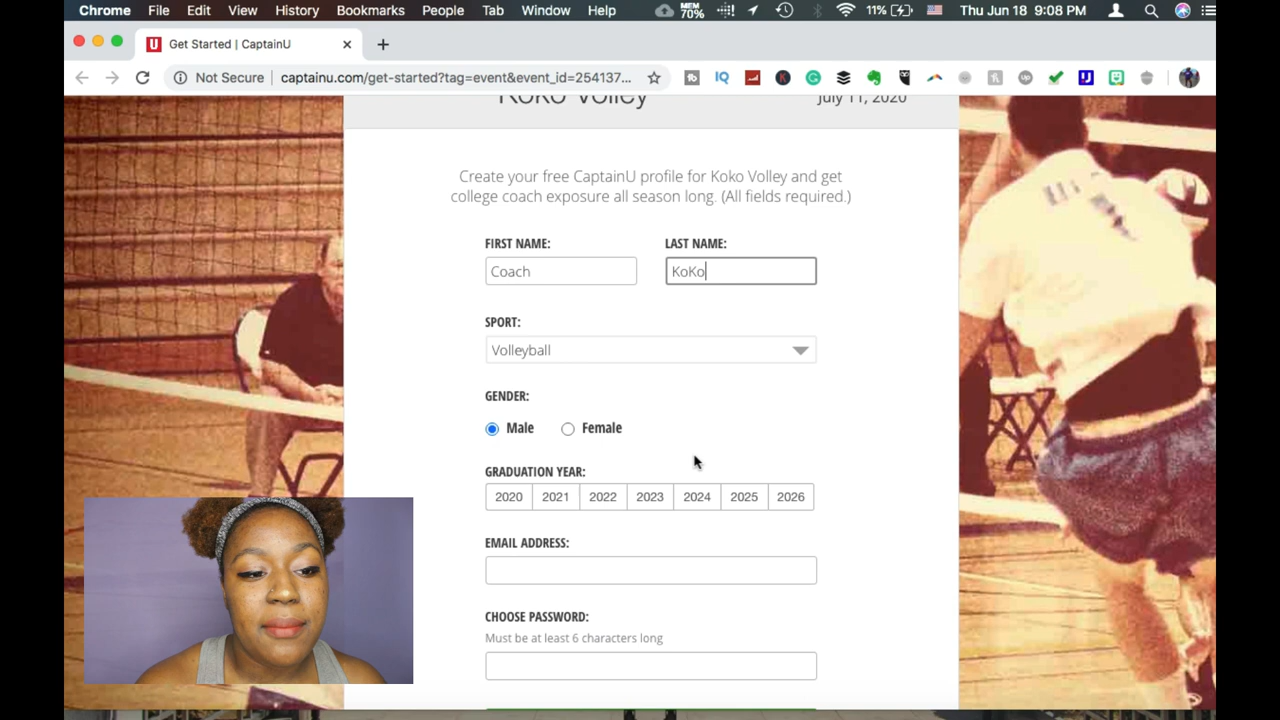 Chrome File Edit View History Bookmarks People Tab Window Help MEM 70% 11% Thu Jun 18 9:08 PM
Get Started | CaptainU
Not Secure captainu.com/get-started?tag=event&event_id=254137...
Koko Volley July 11, 2020
Create your free CaptainU profile for Koko Volley and get
college coach exposure all season long. (All fields required.)
FIRST NAME: LAST NAME:
Coach KoKo
SPORT:
Volleyball
GENDER:
Male Female
GRADUATION YEAR:
2020 2021 2022 2023 2024 2025 2026
EMAIL ADDRESS:
CHOOSE PASSWORD:
Must be at least 6 characters long